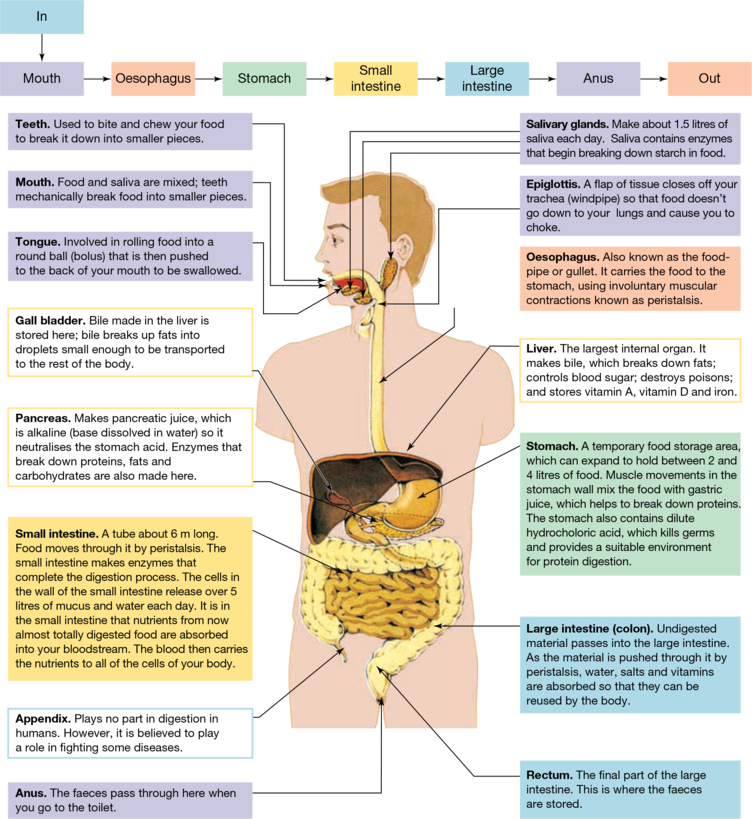 In
Mouth
Oesophagus
Stomach
Small
intestine
Large
intestine
Anus
Out
Teeth. Used to bite and chew your food
to break it down into smaller pieces.
Mouth. Food and saliva are mixed; teeth
mechanically break food into smaller pieces.
Tongue. Involved in rolling food into a
round ball (bolus) that is then pushed
to the back of your mouth to be swallowed.
Gall bladder. Bile made in the liver is
stored here; bile breaks up fats into
droplets small enough to be transported
to the rest of the body.
Pancreas. Makes pancreatic juice, which
is alkaline (base dissolved in water) so it
neutralises the stomach acid. Enzymes that
break down proteins, fats and
carbohydrates are also made here.
Small intestine. A tube about 6 m long.
Food moves through it by peristalsis. The
small intestine makes enzymes that
complete the digestion process. The cells in
the wall of the small intestine release over 5
litres of mucus and water each day. It is in
the small intestine that nutrients from now
almost totally digested food are absorbed
into your bloodstream. The blood then carries
the nutrients to all of the cells of your body.
Appendix. Plays no part in digestion in
humans. However, it is believed to play
a role in fighting some diseases.
Anus. The faeces pass through here when
you go to the toilet.
Salivary glands. Make about 1.5 litres of
saliva each day. Saliva contains enzymes
that begin breaking down starch in food.
Epiglottis. A flap of tissue closes off your
trachea (windpipe) so that food doesn't
go down to your lungs and cause you to
choke.
Oesophagus. Also known as the food-
pipe or gullet. It carries the food to the
stomach, using involuntary muscular
contractions known as peristalsis.
Liver. The largest internal organ. It
makes bile, which breaks down fats;
controls blood sugar; destroys poisons;
and stores vitamin A, vitamin D and iron.
Stomach. A temporary food storage area,
which can expand to hold between 2 and
4 litres of food. Muscle movements in the
stomach wall mix the food with gastric
juice, which helps to break down proteins.
The stomach also contains dilute
hydrocholoric acid, which kills germs
and provides a suitable environment
for protein digestion.
Large intestine (colon). Undigested
material passes into the large intestine.
As the material is pushed through it by
peristalsis, water, salts and vitamins
are absorbed so that they can be
reused by the body.
Rectum. The final part of the large
intestine. This is where the faeces
are stored.